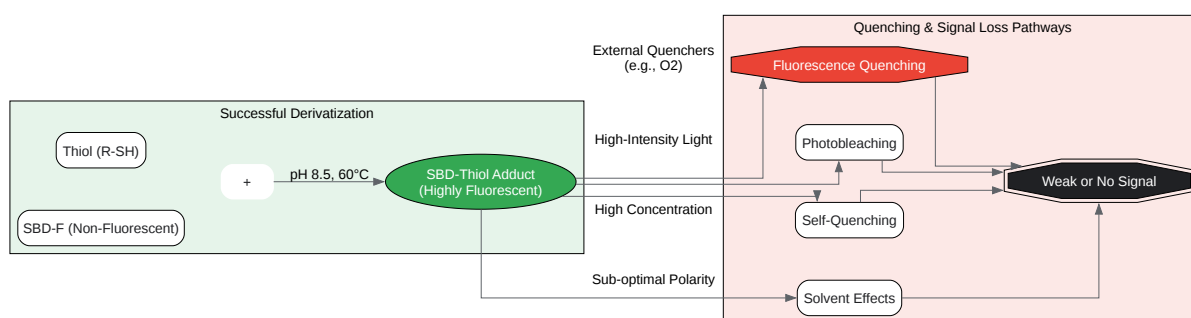 Successful Derivatization
Thiol (R-SH)
SBD-F (Non-Fluorescent)
+
pH 8.5, 60°C
SBD-Thiol Adduct
(Highly Fluorescent)
External Quenchers
(e.g., O2)
High-Intensity Light
High Concentration
Sub-optimal Polarity
Quenching & Signal Loss Pathways
Fluorescence Quenching
Photobleaching
Self-Quenching
Solvent Effects
Weak or No Signal